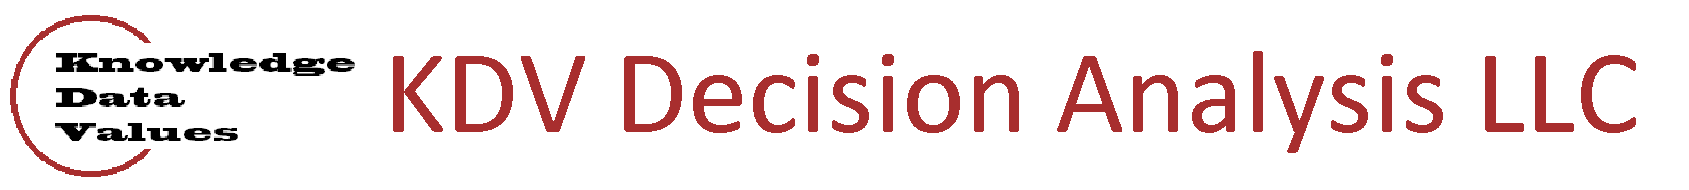 Knowledge
Data
Values
KDV Decision Analysis LLC